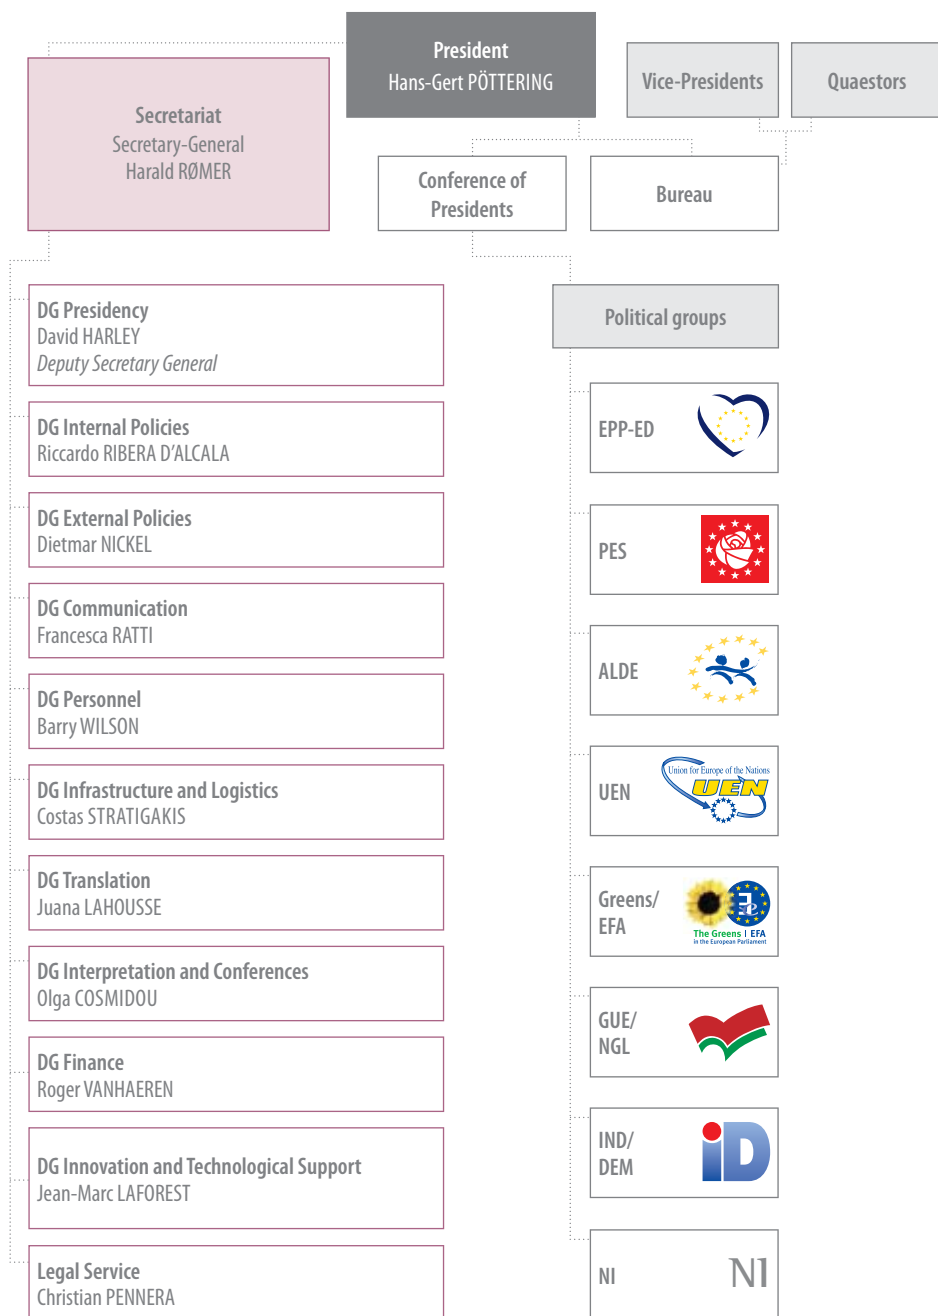 President
Hans-Gert PÖTTERING
Vice-Presidents
Quaestors
Secretariat
Secretary-General
Harald RØMER
Conference of
Presidents
Bureau
DG Presidency
David HARLEY
Deputy Secretary General
DG Internal Policies
Riccardo RIBERA D'ALCALA
DG External Policies
Dietmar NICKEL
DG Communication
Francesca RATTI
DG Personnel
Barry WILSON
DG Infrastructure and Logistics
Costas STRATIGAKIS
DG Translation
Juana LAHOUSSE
DG Interpretation and Conferences
Olga COSMIDOU
DG Finance
Roger VANHAEREN
DG Innovation and Technological Support
Jean-Marc LAFOREST
Legal Service
Christian PENNERA
Political groups
EPP-ED
PES
ALDE
UEN
Union for Europe of the Nations
UEN
Greens/
EFA
The Greens | EFA
in the European Parliament
GUE/
NGL
IND/
DEM
iD
NI
NI